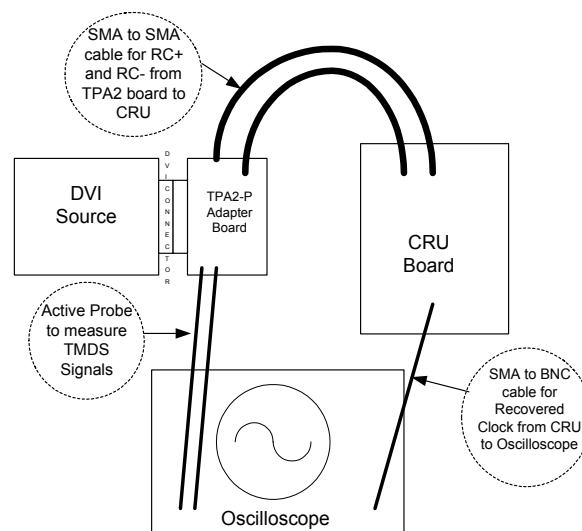 SMA to SMA
cable for RC+
and RC- from
TPA2 board to
CRU
DVI
Source
DVI CONNECTOR
TPA2-P
Adapter
Board
CRU
Board
Active Probe
to measure
TMDS
Signals
SMA to BNC
cable for
Recovered
Clock from CRU
to Oscilloscope
Oscilloscope